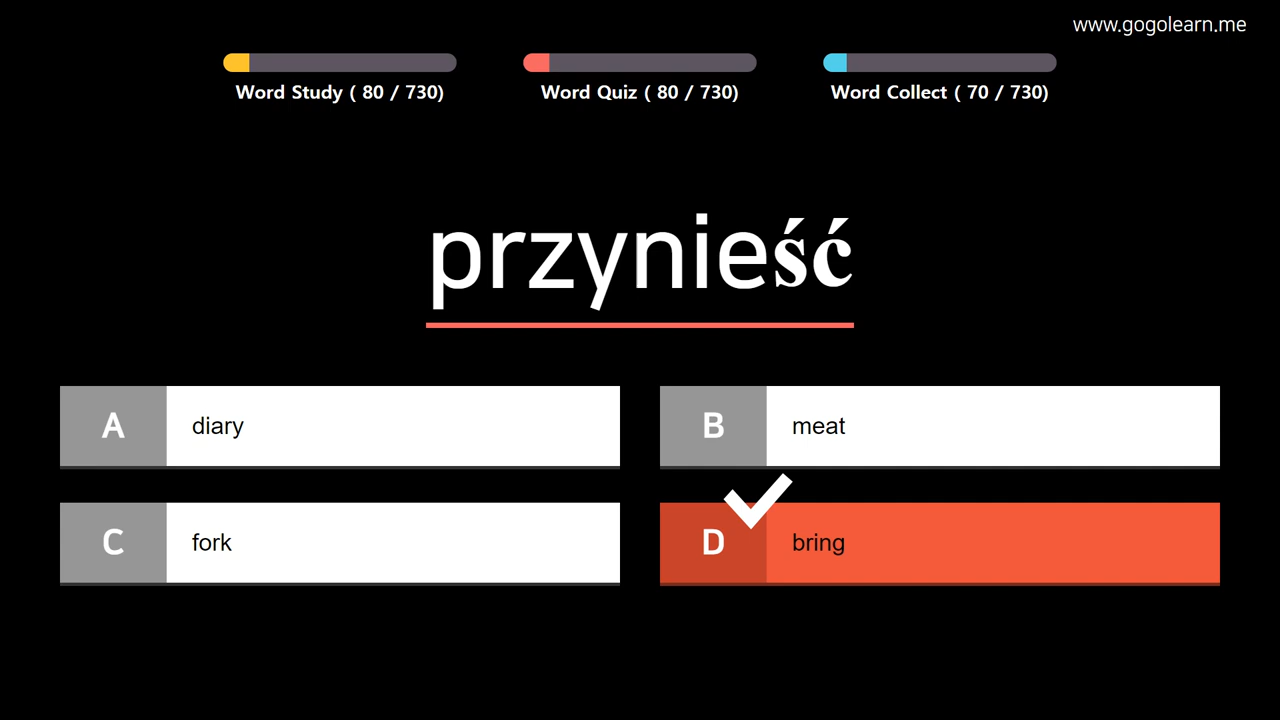 www.gogolearn.me
Word Study ( 80 / 730)
Word Quiz ( 80 / 730)
Word Collect ( 70 / 730)
przynieść
A diary
B meat
C fork
D bring